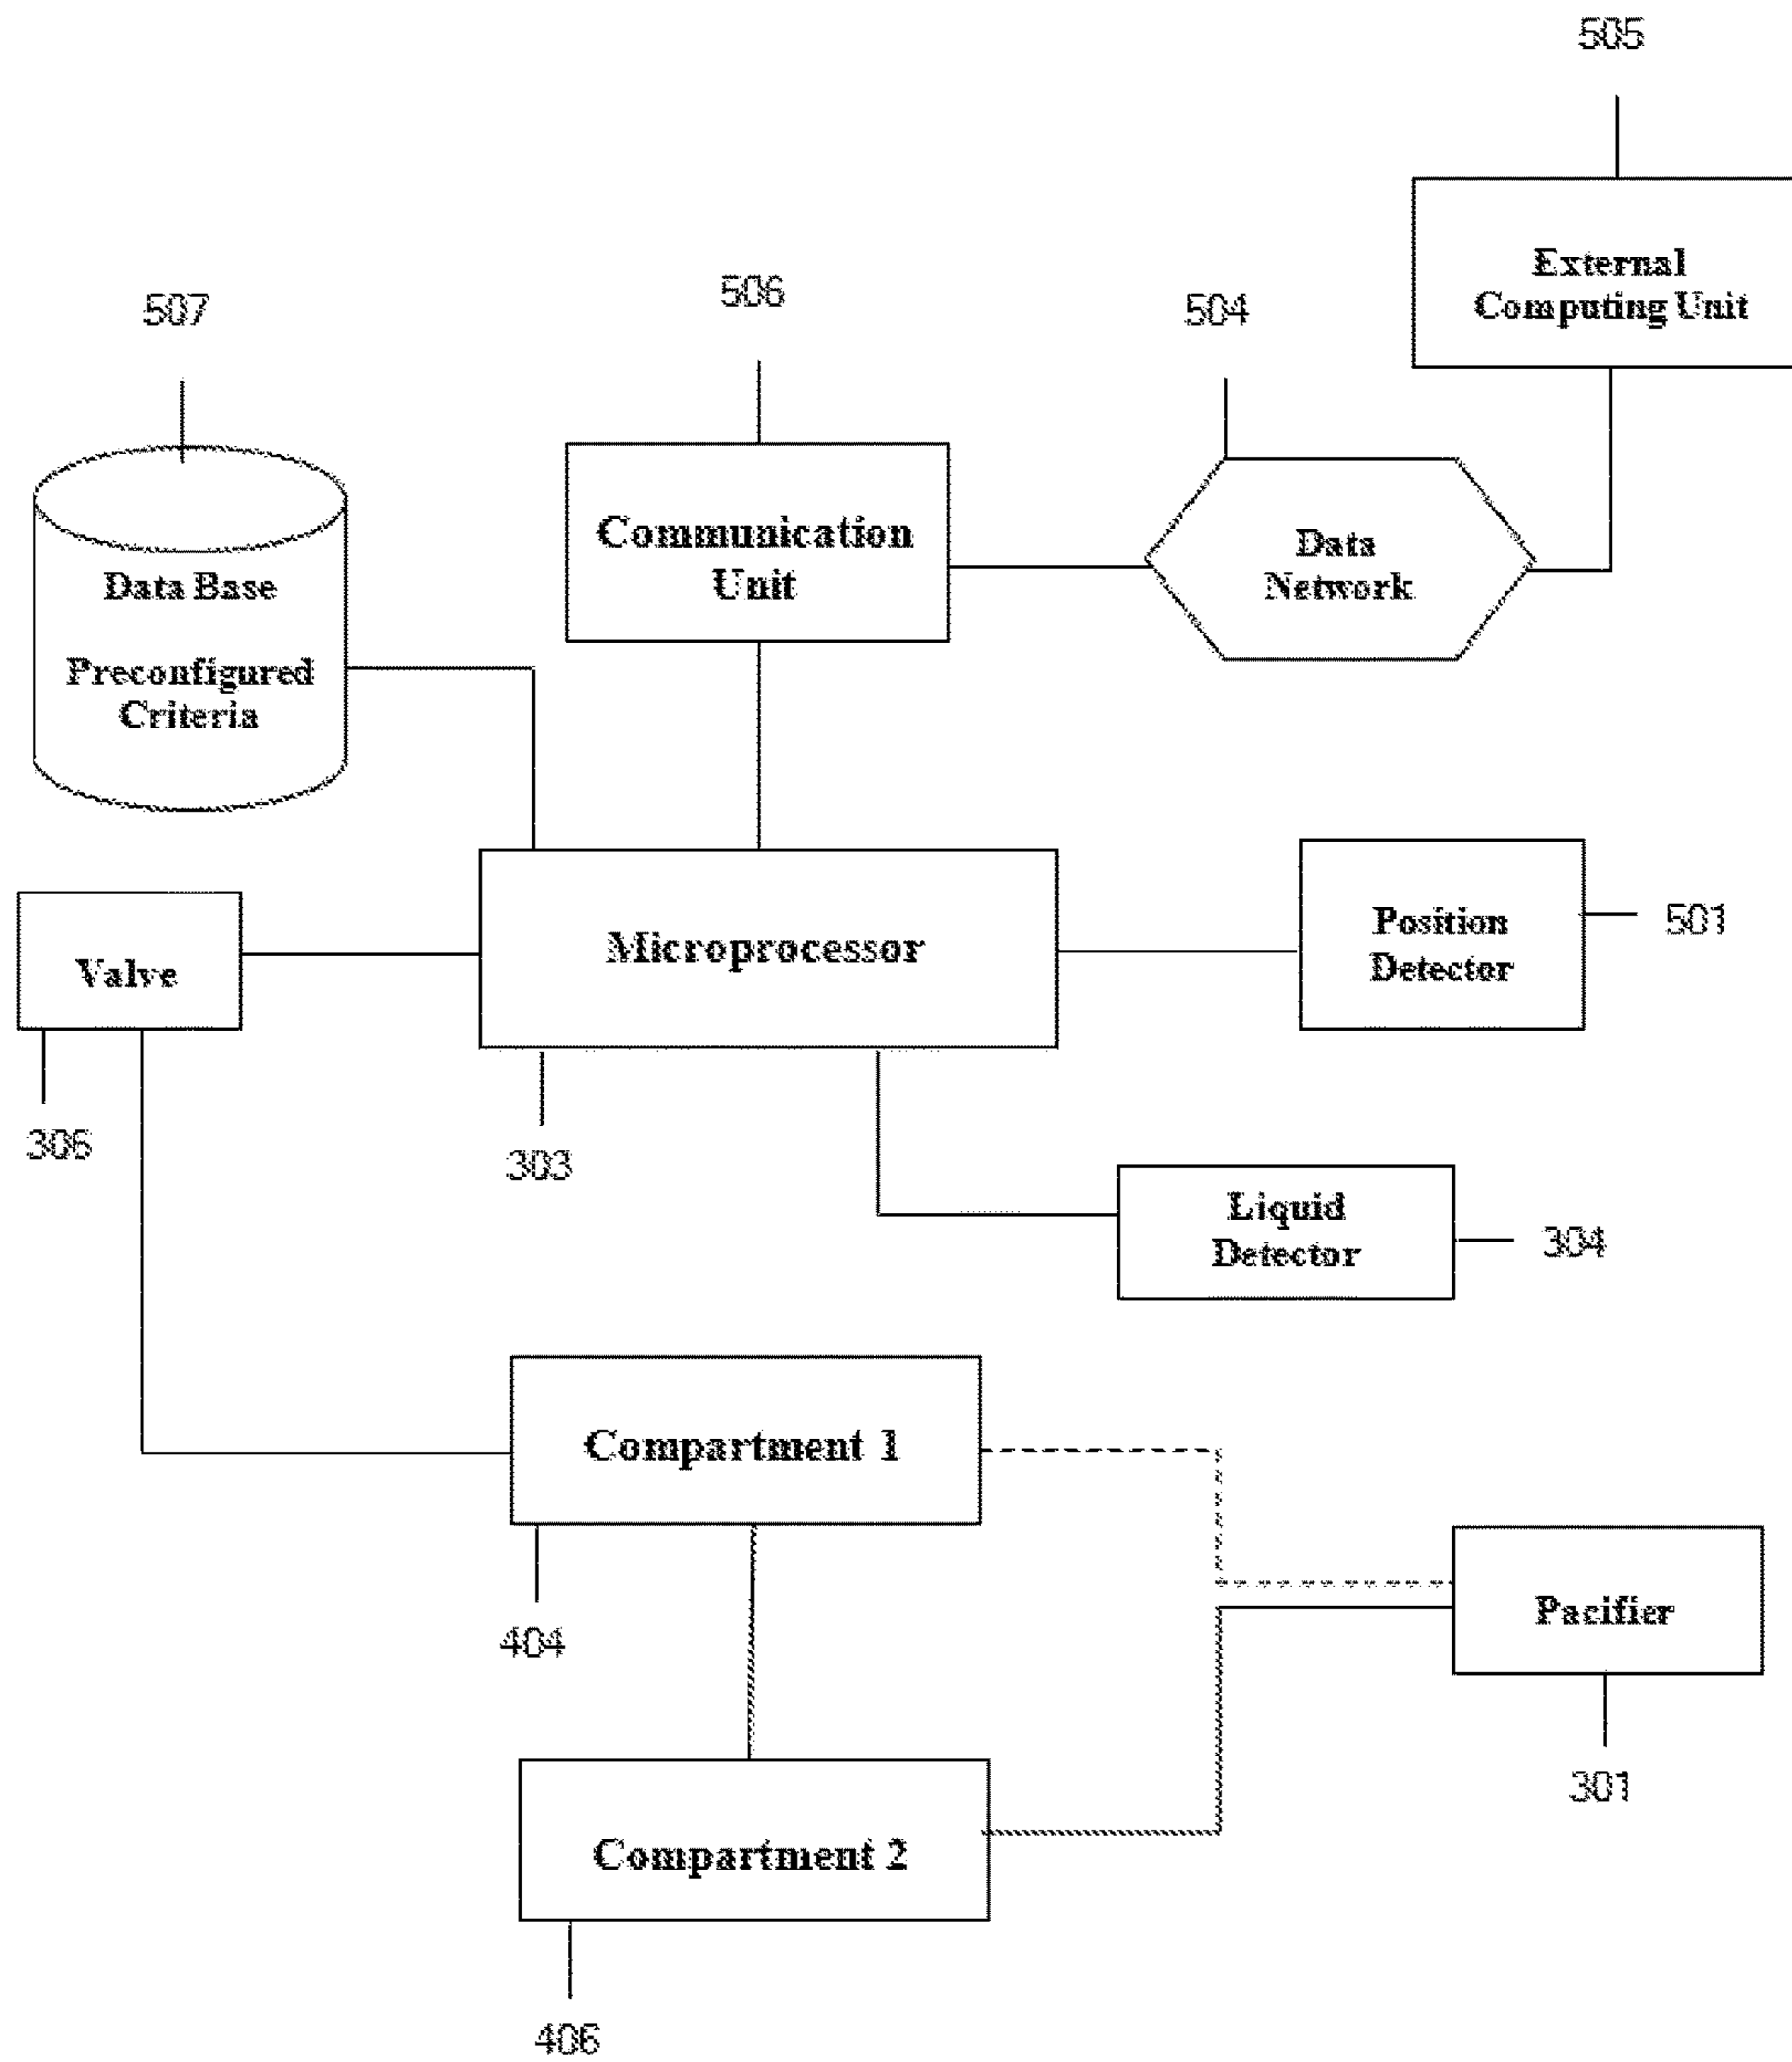 505
External
Computing Unit
507
506
504
Communication
Unit
Data
Network
Data Base
Preconfigured
Criteria
Microprocessor
Position
Detector
501
Valve
306
303
Liquid
Detector
304
Compartment 1
404
Pacifier
301
Compartment 2
406